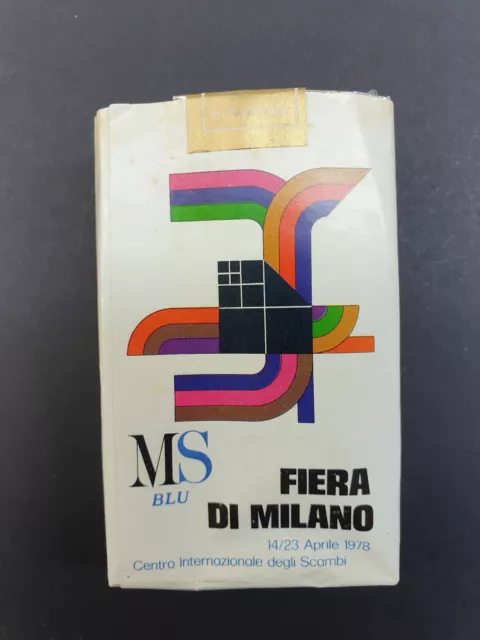 MS
BLU
FIERA
DI MILANO
14/23 Aprile 1978
Centro Internazionale degli Scambi